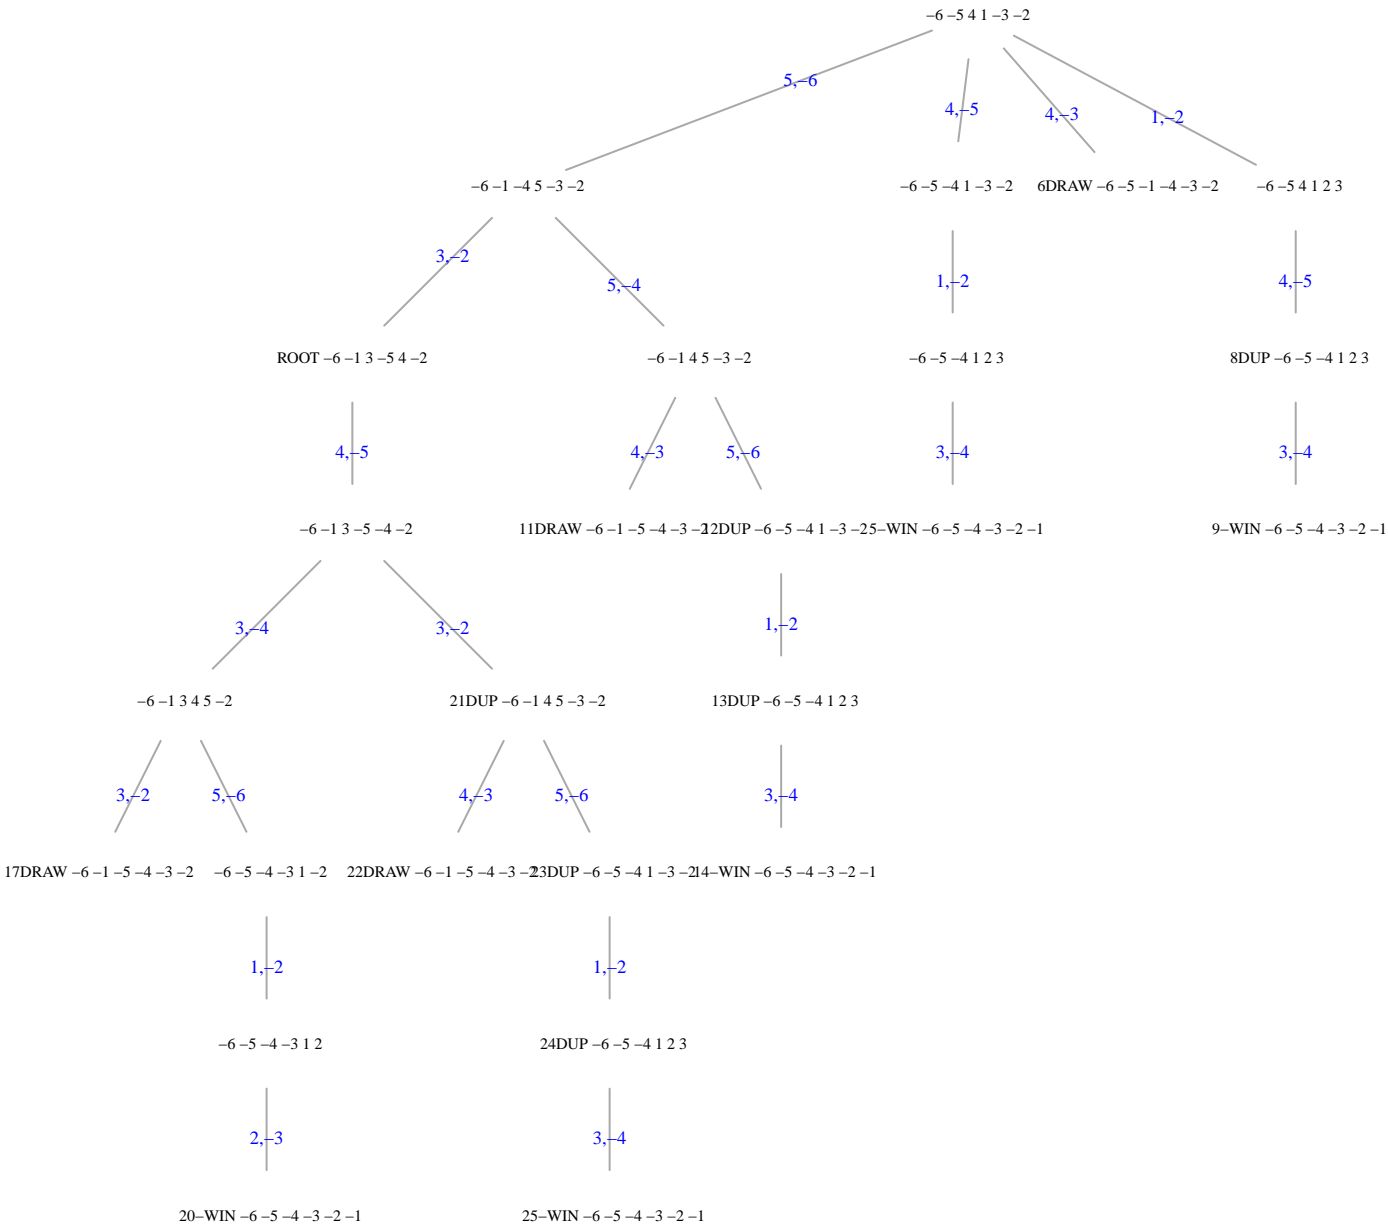 –6 –5 4 1 –3 –2
5,–6
4,–5
4,–3
1,–2
–6 –1 –4 5 –3 –2
–6 –5 –4 1 –3 –2
6DRAW –6 –5 –1 –4 –3 –2
–6 –5 4 1 2 3
3,–2
5,–4
1,–2
4,–5
ROOT –6 –1 3 –5 4 –2
–6 –1 4 5 –3 –2
–6 –5 –4 1 2 3
8DUP –6 –5 –4 1 2 3
4,–5
4,–3
5,–6
3,–4
3,–4
–6 –1 3 –5 –4 –2
11DRAW –6 –1 –5 –4 –3 –2
12DUP –6 –5 –4 1 –3 –2
5–WIN –6 –5 –4 –3 –2 –1
9–WIN –6 –5 –4 –3 –2 –1
3,–4
3,–2
1,–2
–6 –1 3 4 5 –2
21DUP –6 –1 4 5 –3 –2
13DUP –6 –5 –4 1 2 3
3,–2
5,–6
4,–3
5,–6
3,–4
17DRAW –6 –1 –5 –4 –3 –2
–6 –5 –4 –3 1 –2
22DRAW –6 –1 –5 –4 –3 –2
23DUP –6 –5 –4 1 –3 –2
14–WIN –6 –5 –4 –3 –2 –1
1,–2
1,–2
–6 –5 –4 –3 1 2
24DUP –6 –5 –4 1 2 3
2,–3
3,–4
20–WIN –6 –5 –4 –3 –2 –1
25–WIN –6 –5 –4 –3 –2 –1